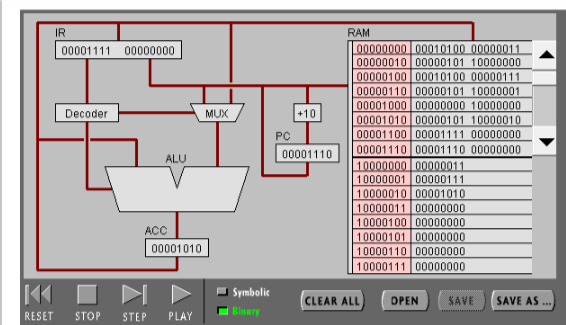 IR
00001111 00000000
Decoder
MUX
+10
PC
00001110
ALU
ACC
00001010
RAM
00000000 00010100 00000011
00000010 00000101 10000000
00000100 00010100 00000111
00000110 00000101 10000001
00001000 00000000 10000000
00001010 00000101 10000010
00001100 00001111 00000000
00001110 00001110 00000000
10000000 00000011
10000001 00000111
10000010 00001010
10000011 00000000
10000100 00000000
10000101 00000000
10000110 00000000
10000111 00000000
RESET STOP STEP PLAY
Symbolic
Binary
CLEAR ALL OPEN SAVE SAVE AS ...